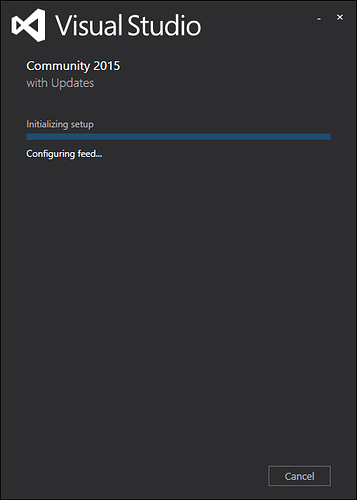 Visual Studio
Community 2015
with Updates
Initializing setup
Configuring feed...
Cancel